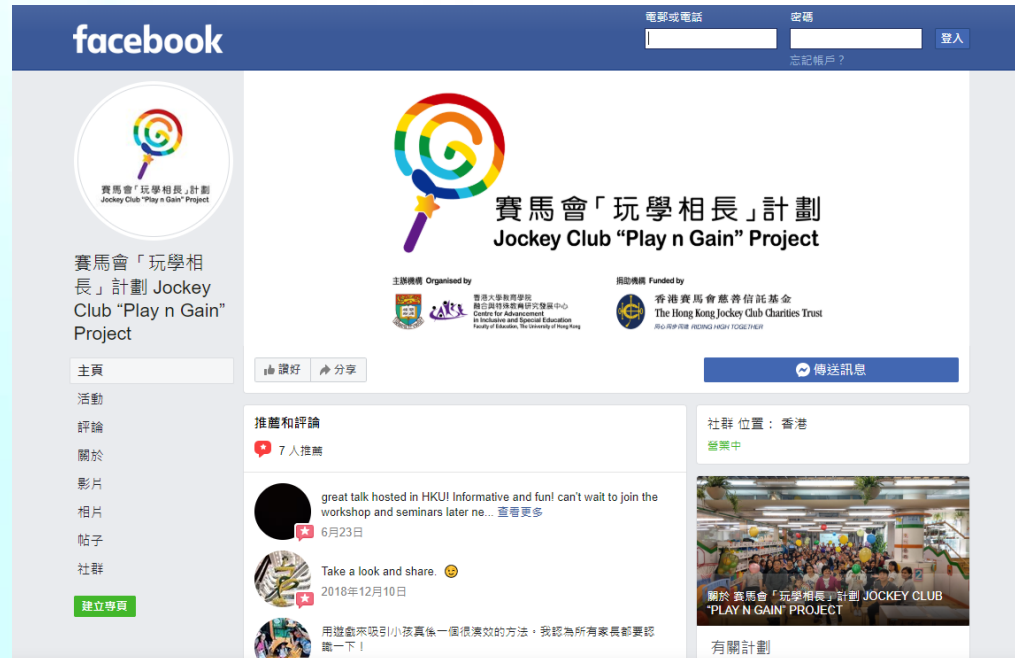 facebook
電郵或電話
密碼
登入
忘記帳戶？
賽馬會「玩學相長」計劃
Jockey Club "Play n Gain" Project
賽馬會「玩學相
長」計劃 Jockey
Club “Play n Gain”
Project
主頁
活動
評論
關於
影片
相片
帖子
社群
建立專頁
賽馬會「玩學相長」計劃
Jockey Club “Play n Gain” Project
主辦機構 Organised by
香港大學教育學院
融合與特殊教育研究發展中心
Centre for Advancement
in Inclusive and Special Education
Faculty of Education, The University of Hong Kong
捐助機構 Funded by
香港賽馬會慈善信託基金
The Hong Kong Jockey Club Charities Trust
同心同步同進 RIDING HIGH TOGETHER
讚好
分享
傳送訊息
推薦和評論
7 人推薦
great talk hosted in HKU! Informative and fun! can't wait to join the
workshop and seminars later ne... 查看更多
6月23日
Take a look and share.
2018年12月10日
用遊戲來吸引小孩真係一個很湊效的方法。我認為所有家長都要認
識一下！
社群 位置： 香港
營業中
關於 賽馬會「玩學相長」計劃 JOCKEY CLUB
“PLAY N GAIN” PROJECT
有關計劃